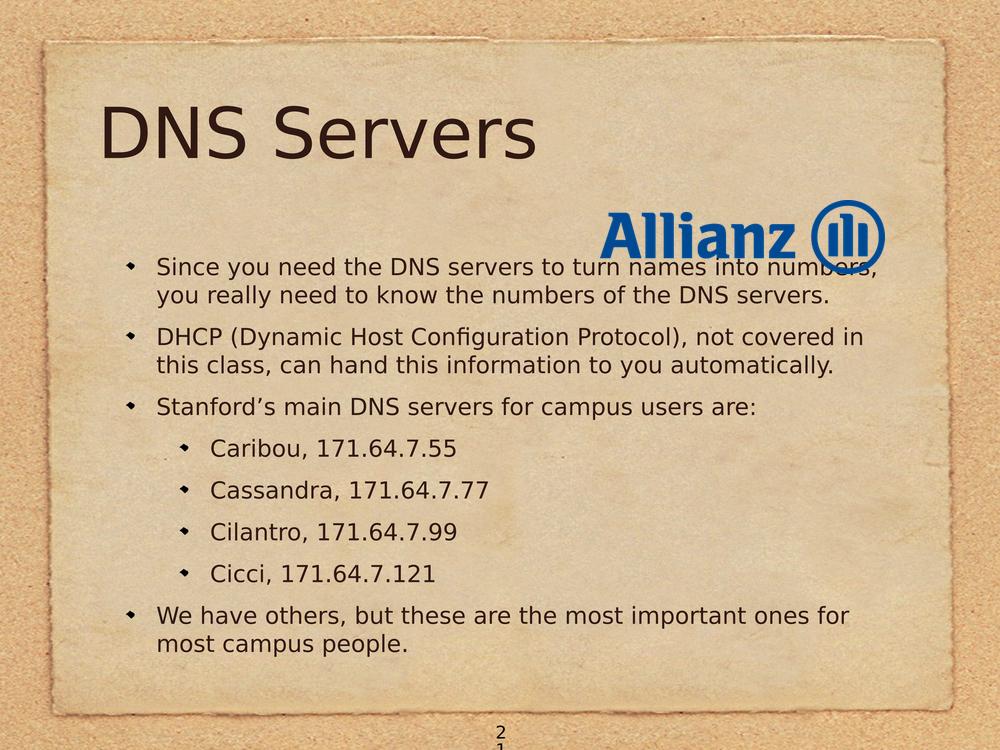 DNS Servers
Allianz
Since you need the DNS servers to turn names into numbers,
you really need to know the numbers of the DNS servers.
DHCP (Dynamic Host Configuration Protocol), not covered in
this class, can hand this information to you automatically.
Stanford’s main DNS servers for campus users are:
Caribou, 171.64.7.55
Cassandra, 171.64.7.77
Cilantro, 171.64.7.99
Cicci, 171.64.7.121
We have others, but these are the most important ones for
most campus people.
2
1